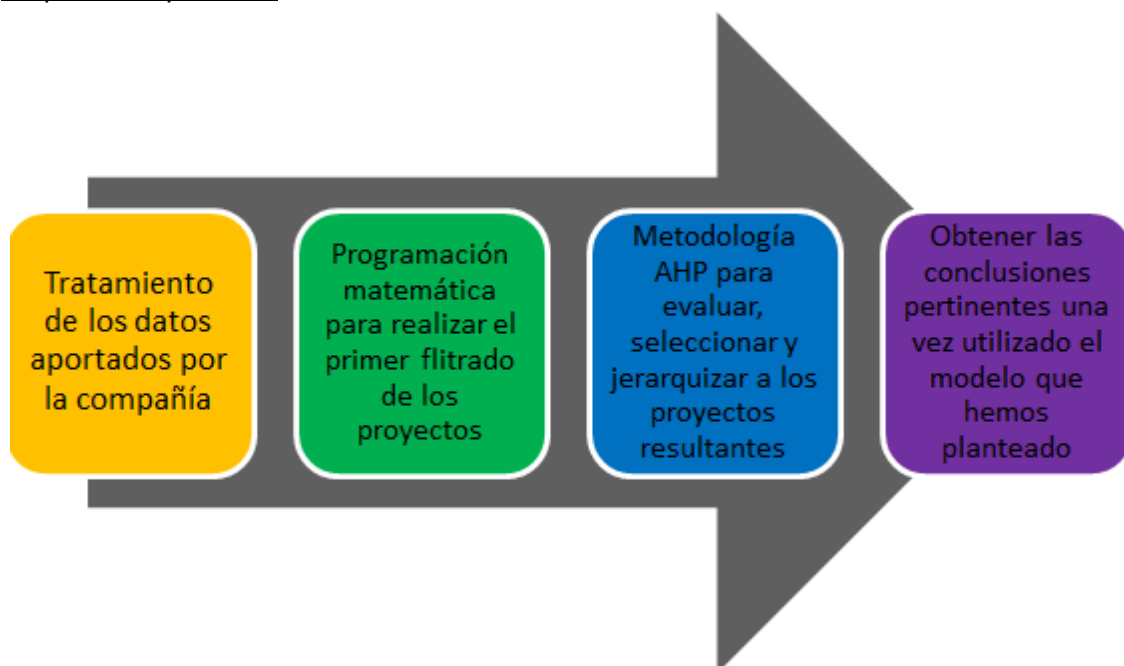 Tratamiento
de los datos
aportados por
la compañía
Programación
matemática
para realizar el
primer flitrado
de los
proyectos
Metodología
AHP para
evaluar,
seleccionar y
jerarquizar a los
proyectos
resultantes
Obtener las
conclusiones
pertinentes una
vez utilizado el
modelo que
hemos
planteado